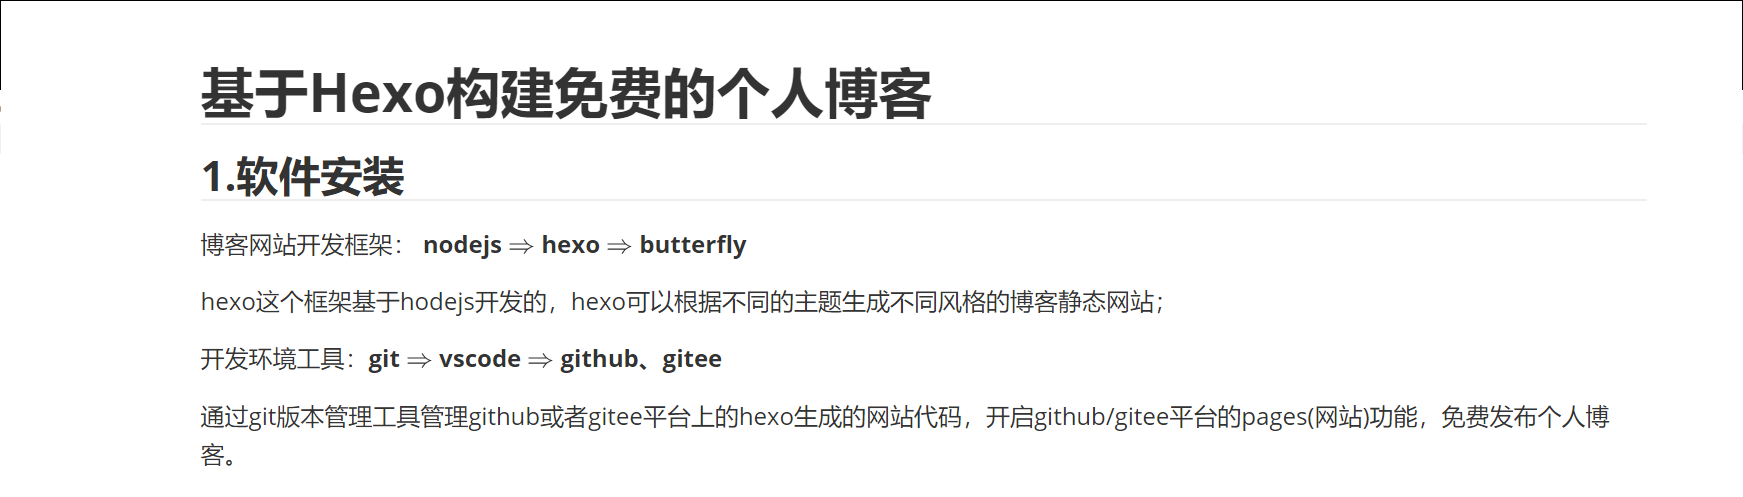 基于Hexo构建免费的个人博客
1.软件安装
博客网站开发框架： nodejs ⇒ hexo ⇒ butterfly
hexo这个框架基于hodejs开发的，hexo可以根据不同的主题生成不同风格的博客静态网站；
开发环境工具：git ⇒ vscode ⇒ github、gitee
通过git版本管理工具管理github或者gitee平台上的hexo生成的网站代码，开启github/gitee平台的pages(网站)功能，免费发布个人博
客。